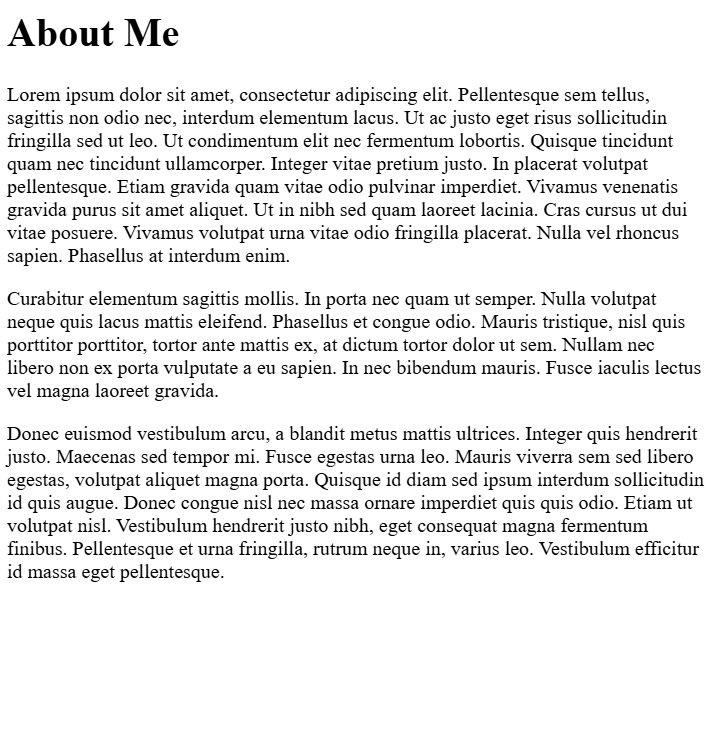 About Me
Lorem ipsum dolor sit amet, consectetur adipiscing elit. Pellentesque sem tellus,
sagittis non odio nec, interdum elementum lacus. Ut ac justo eget risus sollicitudin
fringilla sed ut leo. Ut condimentum elit nec fermentum lobortis. Quisque tincidunt
quam nec tincidunt ullamcorper. Integer vitae pretium justo. In placerat volutpat
pellentesque. Etiam gravida quam vitae odio pulvinar imperdiet. Vivamus venenatis
gravida purus sit amet aliquet. Ut in nibh sed quam laoreet lacinia. Cras cursus ut dui
vitae posuere. Vivamus volutpat urna vitae odio fringilla placerat. Nulla vel rhoncus
sapien. Phasellus at interdum enim.
Curabitur elementum sagittis mollis. In porta nec quam ut semper. Nulla volutpat
neque quis lacus mattis eleifend. Phasellus et congue odio. Mauris tristique, nisl quis
porttitor porttitor, tortor ante mattis ex, at dictum tortor dolor ut sem. Nullam nec
libero non ex porta vulputate a eu sapien. In nec bibendum mauris. Fusce iaculis lectus
vel magna laoreet gravida.
Donec euismod vestibulum arcu, a blandit metus mattis ultrices. Integer quis hendrerit
justo. Maecenas sed tempor mi. Fusce egestas urna leo. Mauris viverra sem sed libero
egestas, volutpat aliquet magna porta. Quisque id diam sed ipsum interdum sollicitudin
id quis augue. Donec congue nisl nec massa ornare imperdiet quis quis odio. Etiam ut
volutpat nisl. Vestibulum hendrerit justo nibh, eget consequat magna fermentum
finibus. Pellentesque et urna fringilla, rutrum neque in, varius leo. Vestibulum efficitur
id massa eget pellentesque.